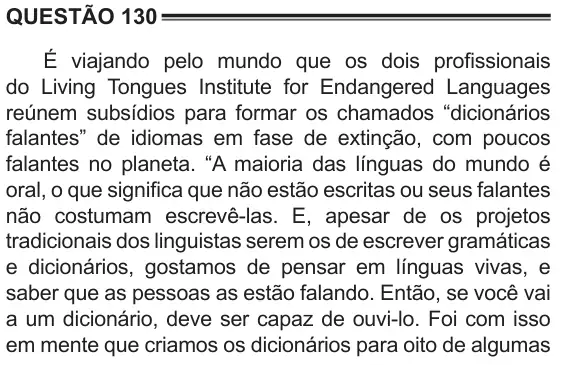 QUESTÃO 130
É viajando pelo mundo que os dois profissionais
do Living Tongues Institute for Endangered Languages
reúnem subsídios para formar os chamados “dicionários
falantes” de idiomas em fase de extinção, com poucos
falantes no planeta. “A maioria das línguas do mundo é
oral, o que significa que não estão escritas ou seus falantes
não costumam escrevê-las. E, apesar de os projetos
tradicionais dos linguistas serem os de escrever gramáticas
e dicionários, gostamos de pensar em línguas vivas, e
saber que as pessoas as estão falando. Então, se você vai
a um dicionário, deve ser capaz de ouvi-lo. Foi com isso
em mente que criamos os dicionários para oito de algumas